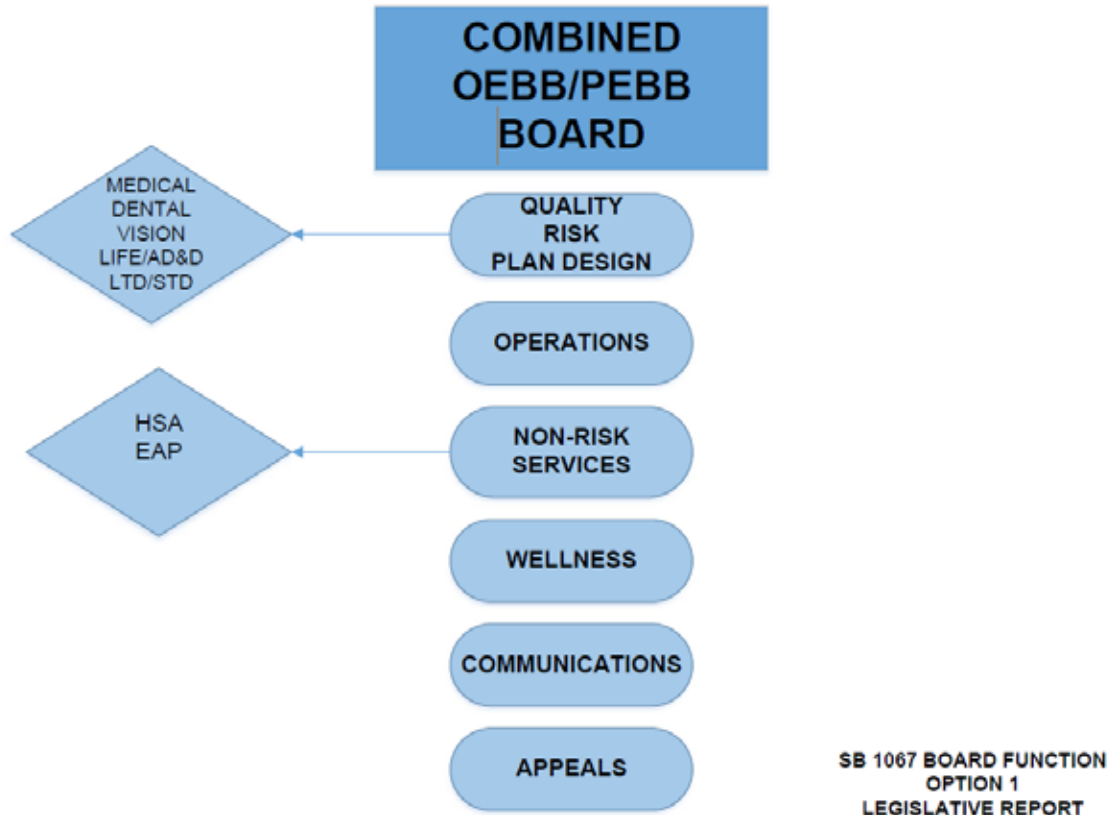 COMBINED
OEBB/PEBB
BOARD
MEDICAL
DENTAL
VISION
LIFE/AD&D
LTD/STD
QUALITY
RISK
PLAN DESIGN
OPERATIONS
HSA
EAP
NON-RISK
SERVICES
WELLNESS
COMMUNICATIONS
APPEALS
SB 1067 BOARD FUNCTION
OPTION 1
LEGISLATIVE REPORT